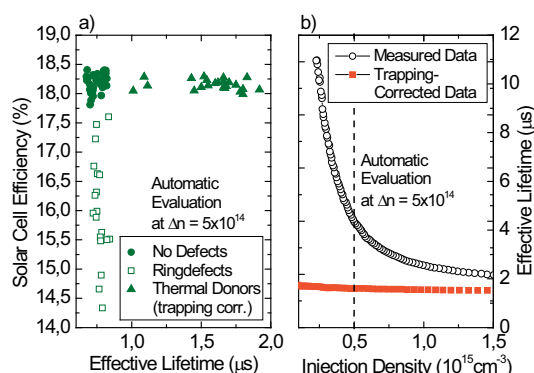 a)
19,0
18,5
18,0
17,5
17,0
16,5
16,0
15,5
15,0
14,5
14,0
Solar Cell Efficiency (%)
Automatic
Evaluation
at Δn = 5x10¹⁴
No Defects
Ringdefects
Thermal Donors
(trapping corr.)
1,0
1,5
2,0
Effective Lifetime (μs)
b)
Measured Data
Trapping-
Corrected Data
Automatic
Evaluation
at Δn = 5x10¹⁴
12
10
8
6
4
2
0
Effective Lifetime (μs)
0,5
1,0
1,5
Injection Density (10¹⁵cm⁻³)